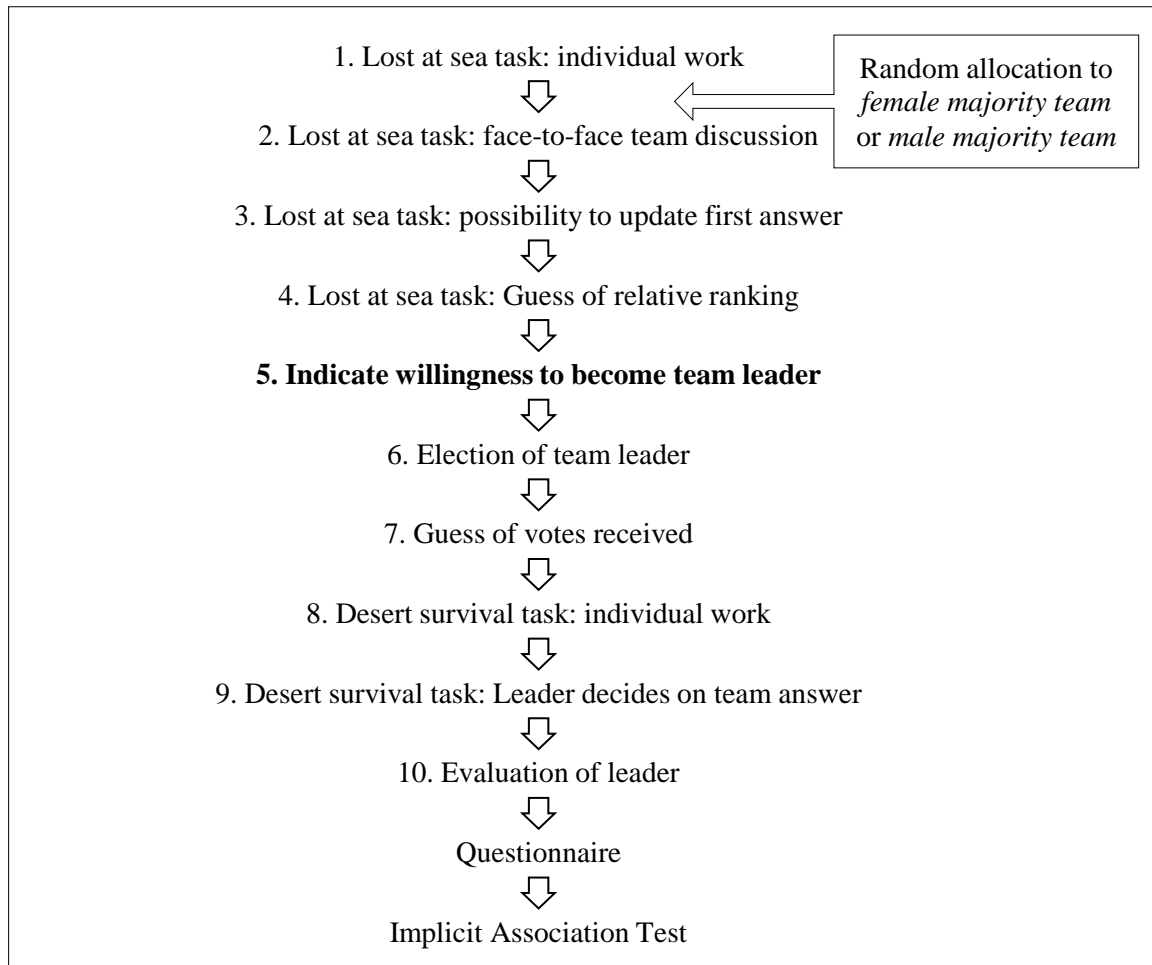 1. Lost at sea task: individual work
Random allocation to
female majority team
or male majority team
2. Lost at sea task: face-to-face team discussion
3. Lost at sea task: possibility to update first answer
4. Lost at sea task: Guess of relative ranking
5. Indicate willingness to become team leader
6. Election of team leader
7. Guess of votes received
8. Desert survival task: individual work
9. Desert survival task: Leader decides on team answer
10. Evaluation of leader
Questionnaire
Implicit Association Test